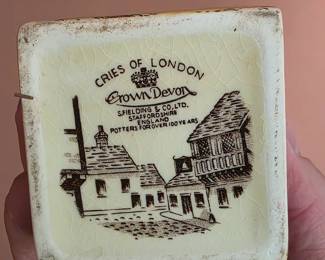 CRIES OF LONDON
Crown Devon
S.FIELDING & CO. LTD.
STAFFORDSHIRE
ENGLAND
POTTERS FOR OVER 100 YEARS